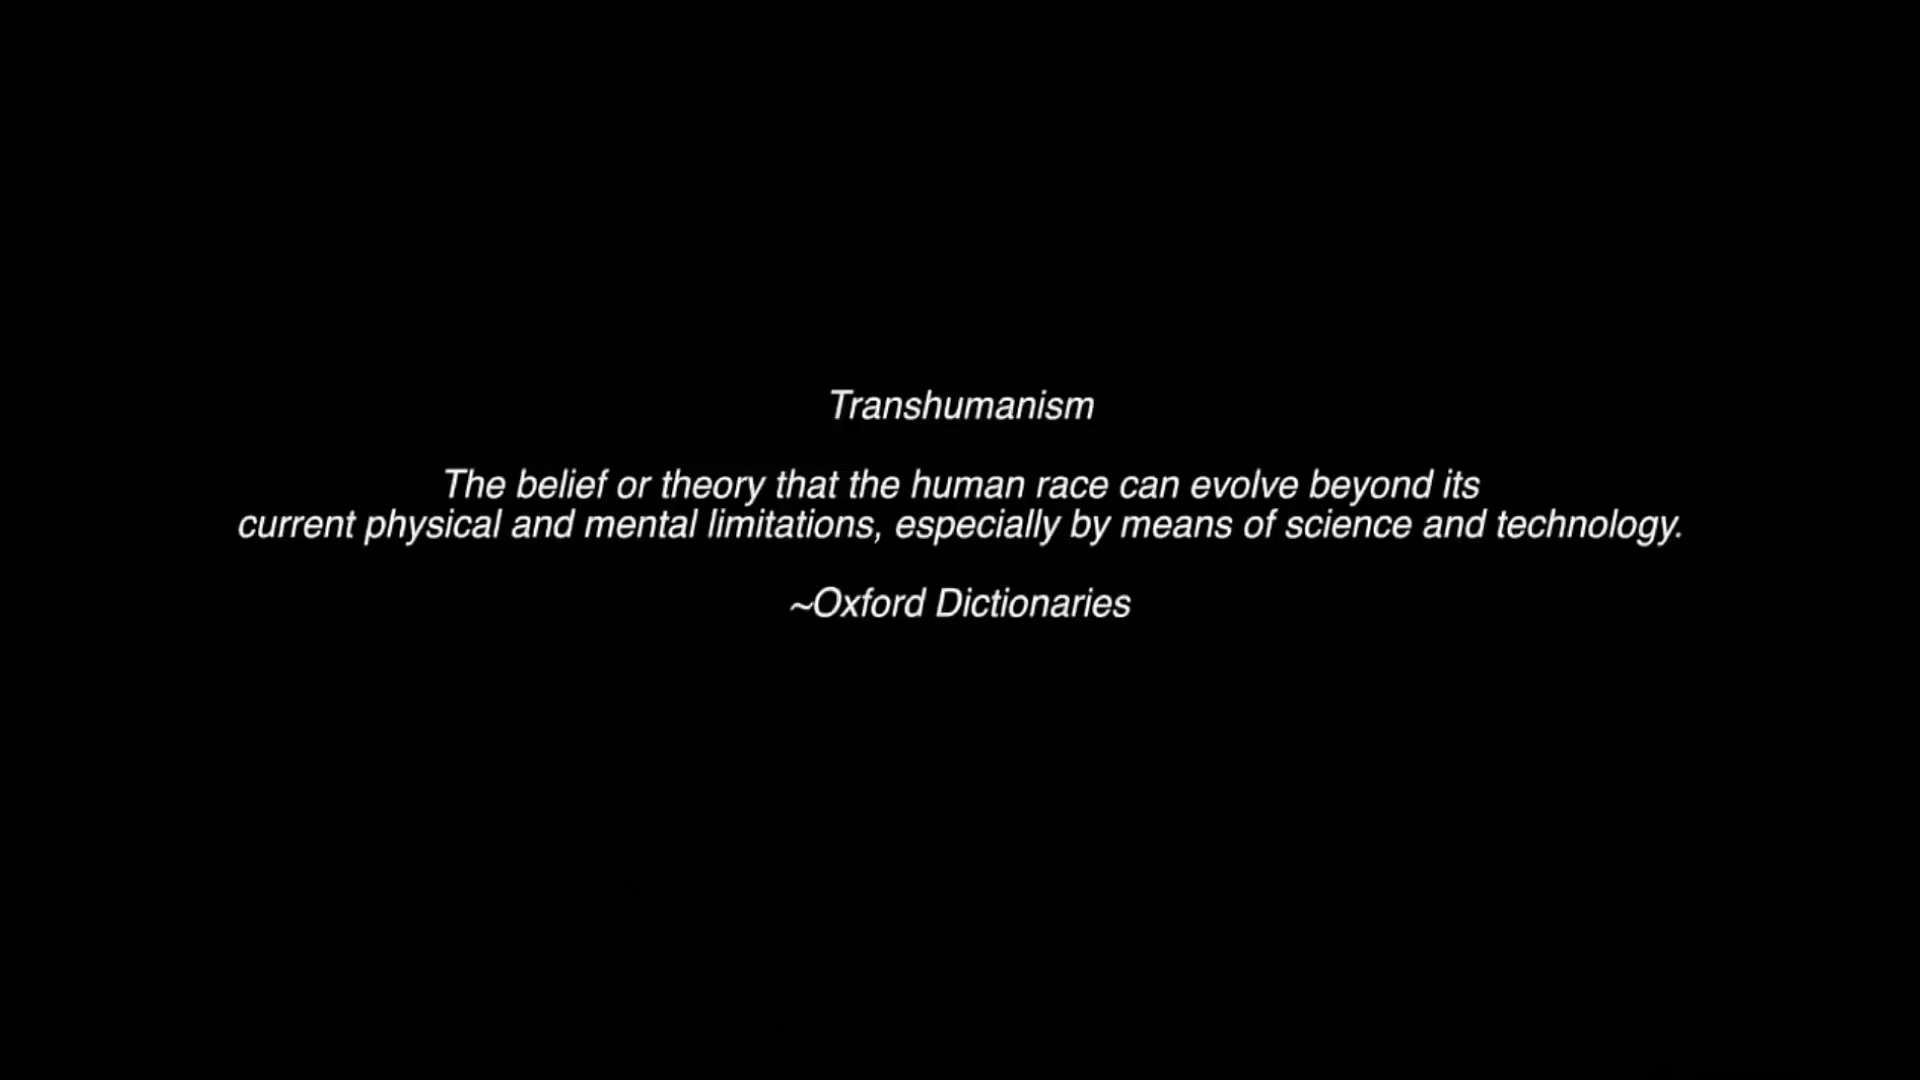 Transhumanism
The belief or theory that the human race can evolve beyond its
current physical and mental limitations, especially by means of science and technology.
~Oxford Dictionaries